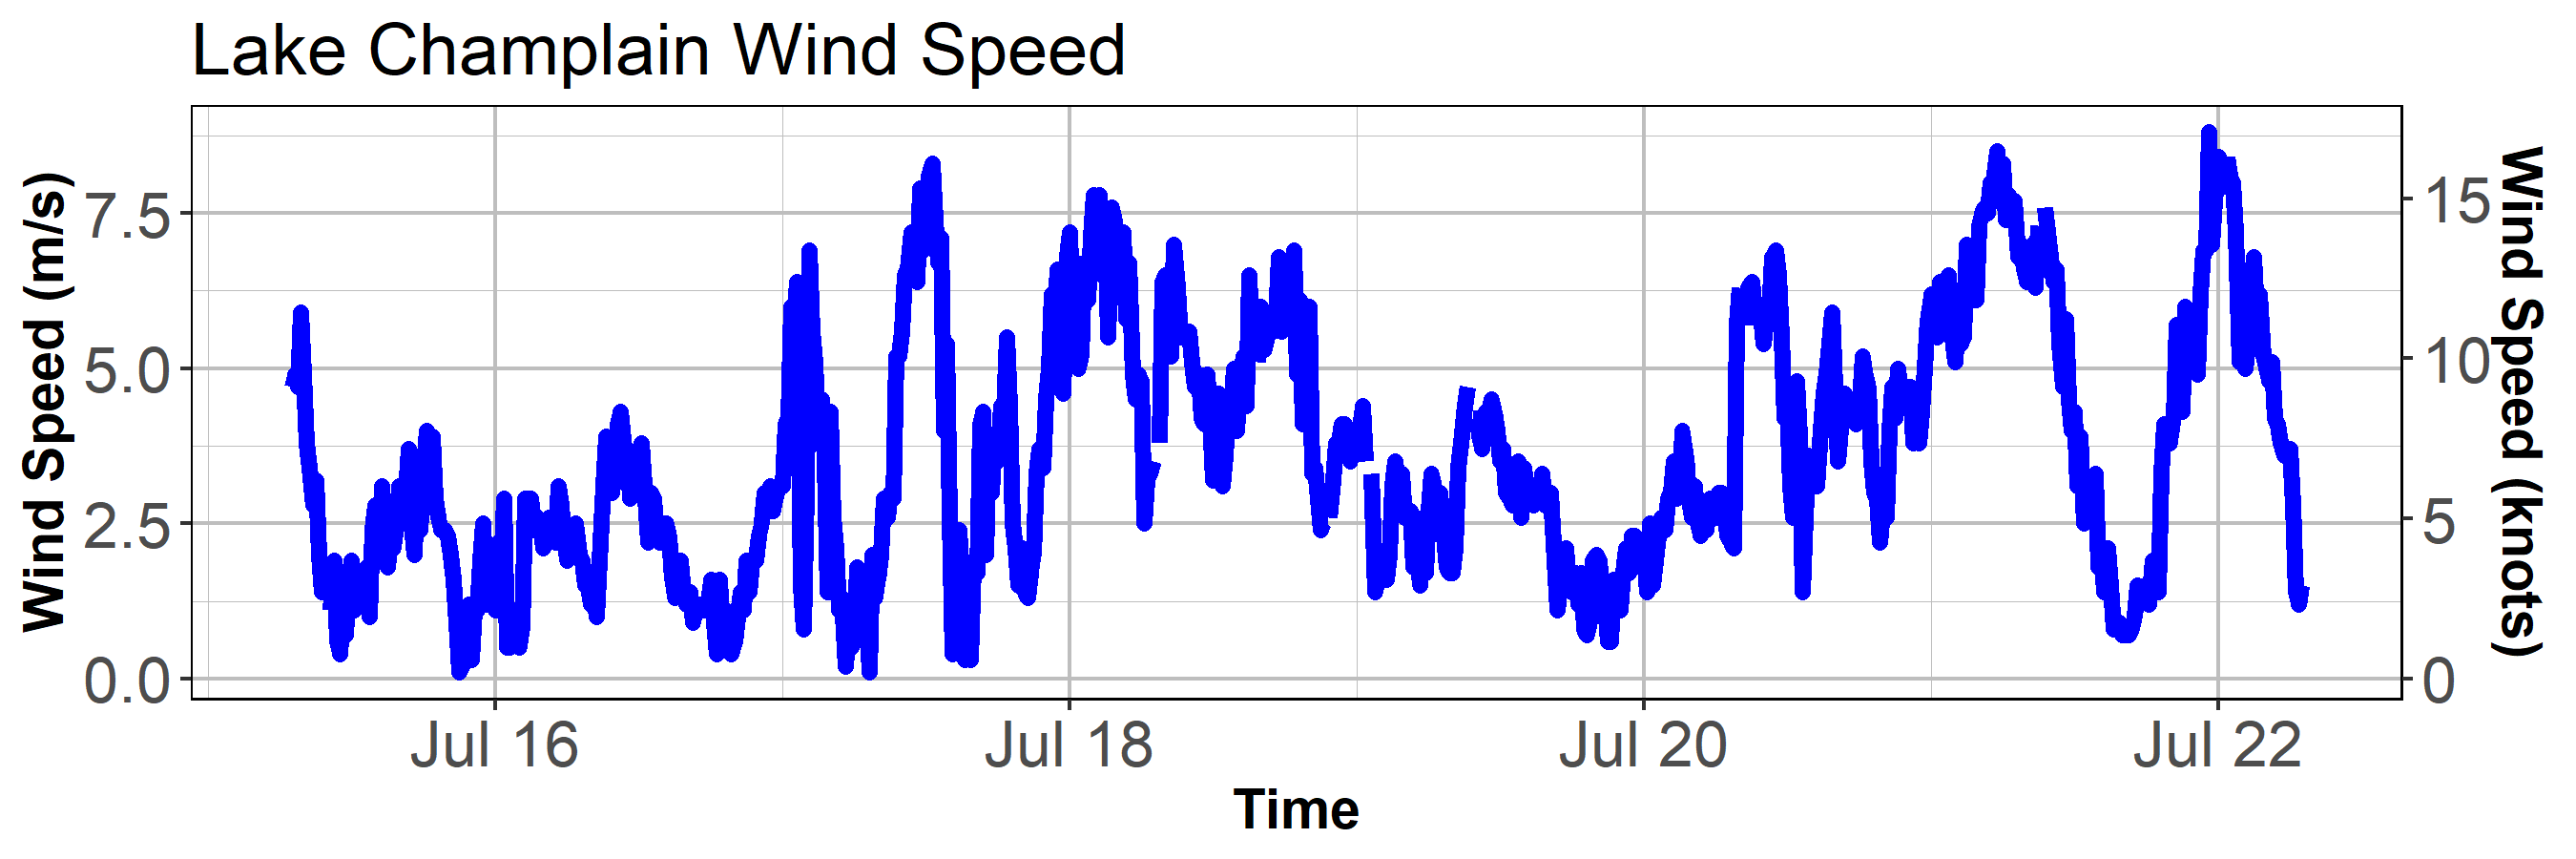 Lake Champlain Wind Speed
Wind Speed (m/s)
7.5
5.0
2.5
0.0
15
10
5
0
Wind Speed (knots)
Jul 16
Jul 18
Jul 20
Jul 22
Time